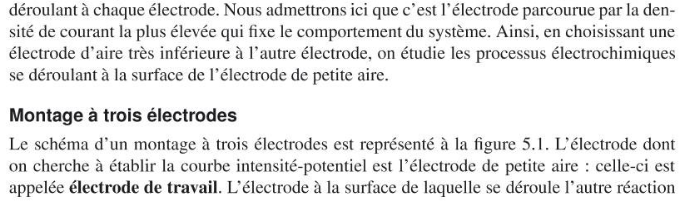 déroulant à chaque électrode. Nous admettrons ici que c'est l'électrode parcourue par la den-
sité de courant la plus élevée qui fixe le comportement du système. Ainsi, en choisissant une
électrode d'aire très inférieure à l'autre électrode, on étudie les processus électrochimiques
se déroulant à la surface de l'électrode de petite aire.
Montage à trois électrodes
Le schéma d'un montage à trois électrodes est représenté à la figure 5.1. L'électrode dont
on cherche à établir la courbe intensité-potentiel est l'électrode de petite aire : celle-ci est
appelée électrode de travail. L'électrode à la surface de laquelle se déroule l'autre réaction